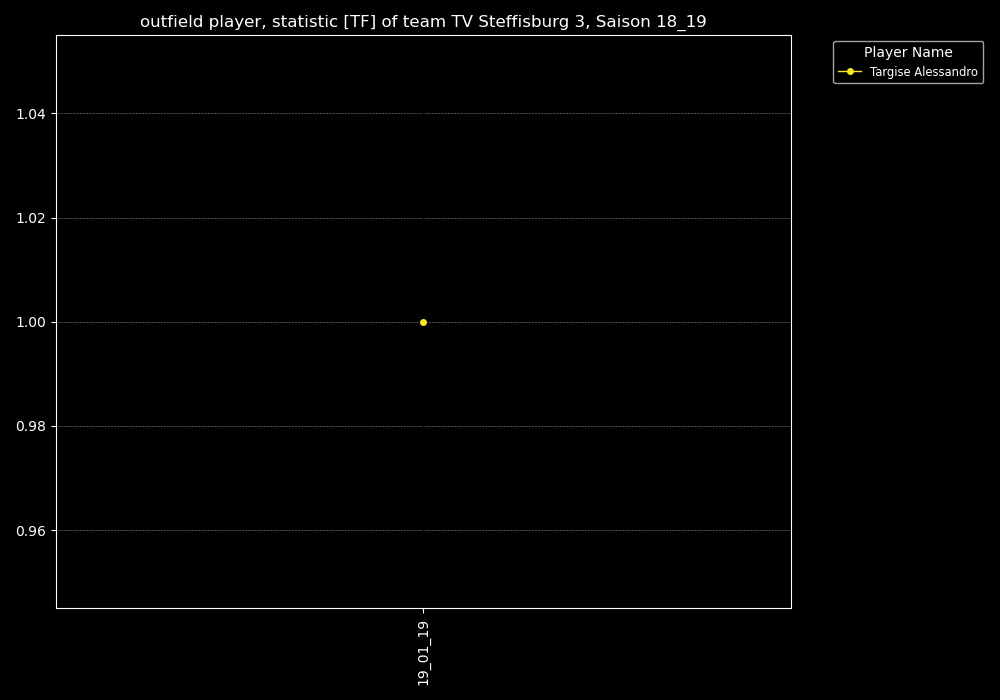 outfield player, statistic [TF] of team TV Steffisburg 3, Saison 18_19
Player Name
Targise Alessandro
1.04
1.02
1.00
0.98
0.96
19_01_19